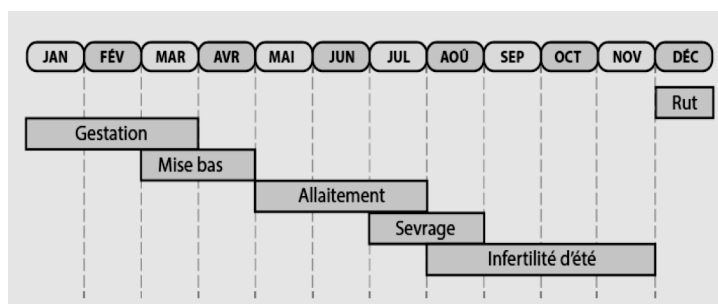 JAN FÉV MAR AVR MAI JUN JUL AOÛ SEP OCT NOV DÉC
Rut
Gestation
Mise bas
Allaitement
Sevrage
Infertilité d'été